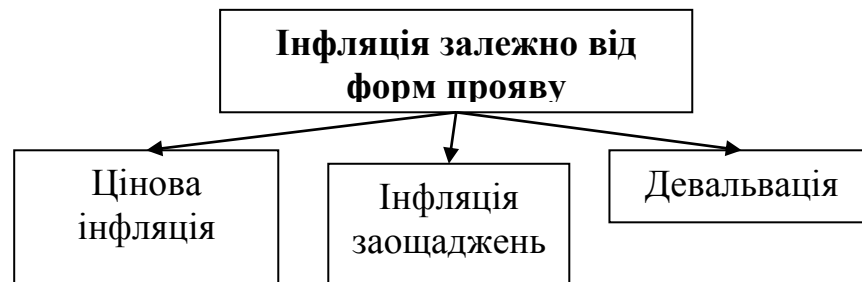 Інфляція залежно від
форм прояву
Цінова
інфляція
Інфляція
заощаджень
Девальвація